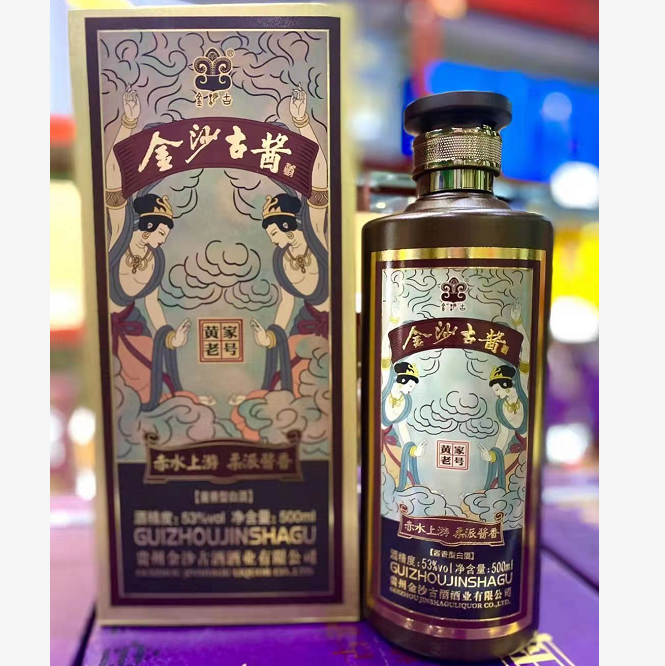 金沙古
金沙古酱
黄家
老号
赤水上游 柔派酱香
【酱香型白酒】
酒精度:53%vol 净含量:500ml
GUIZHOUJINSHAGU
贵州金沙古酒酒业有限公司
金沙古
金沙古酱
黄家
老号
赤水上游 柔派酱香
【酱香型白酒】
酒精度:53%vol 净含量:500ml
GUIZHOUJINSHAGU
贵州金沙古酒酒业有限公司
GUIZHOU JINSHAGULIQUOR CO.,LTD.